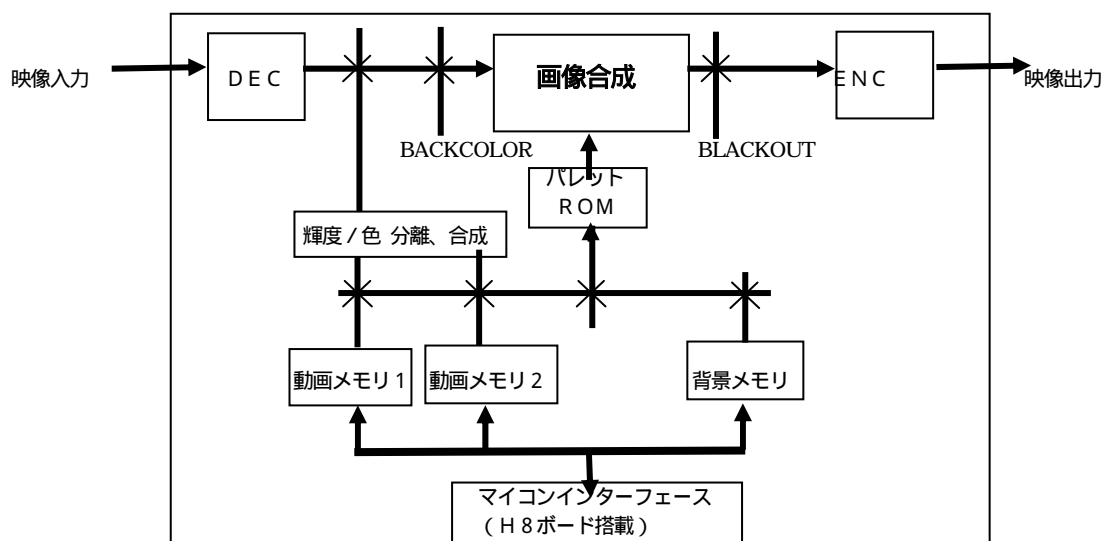 映像入力
ＤＥＣ
画像合成
ＥＮＣ
映像出力
BACKCOLOR
BLACKOUT
パレット
ＲＯＭ
輝度／色 分離、合成
動画メモリ１
動画メモリ２
背景メモリ
マイコンインターフェース
（Ｈ８ボード搭載）